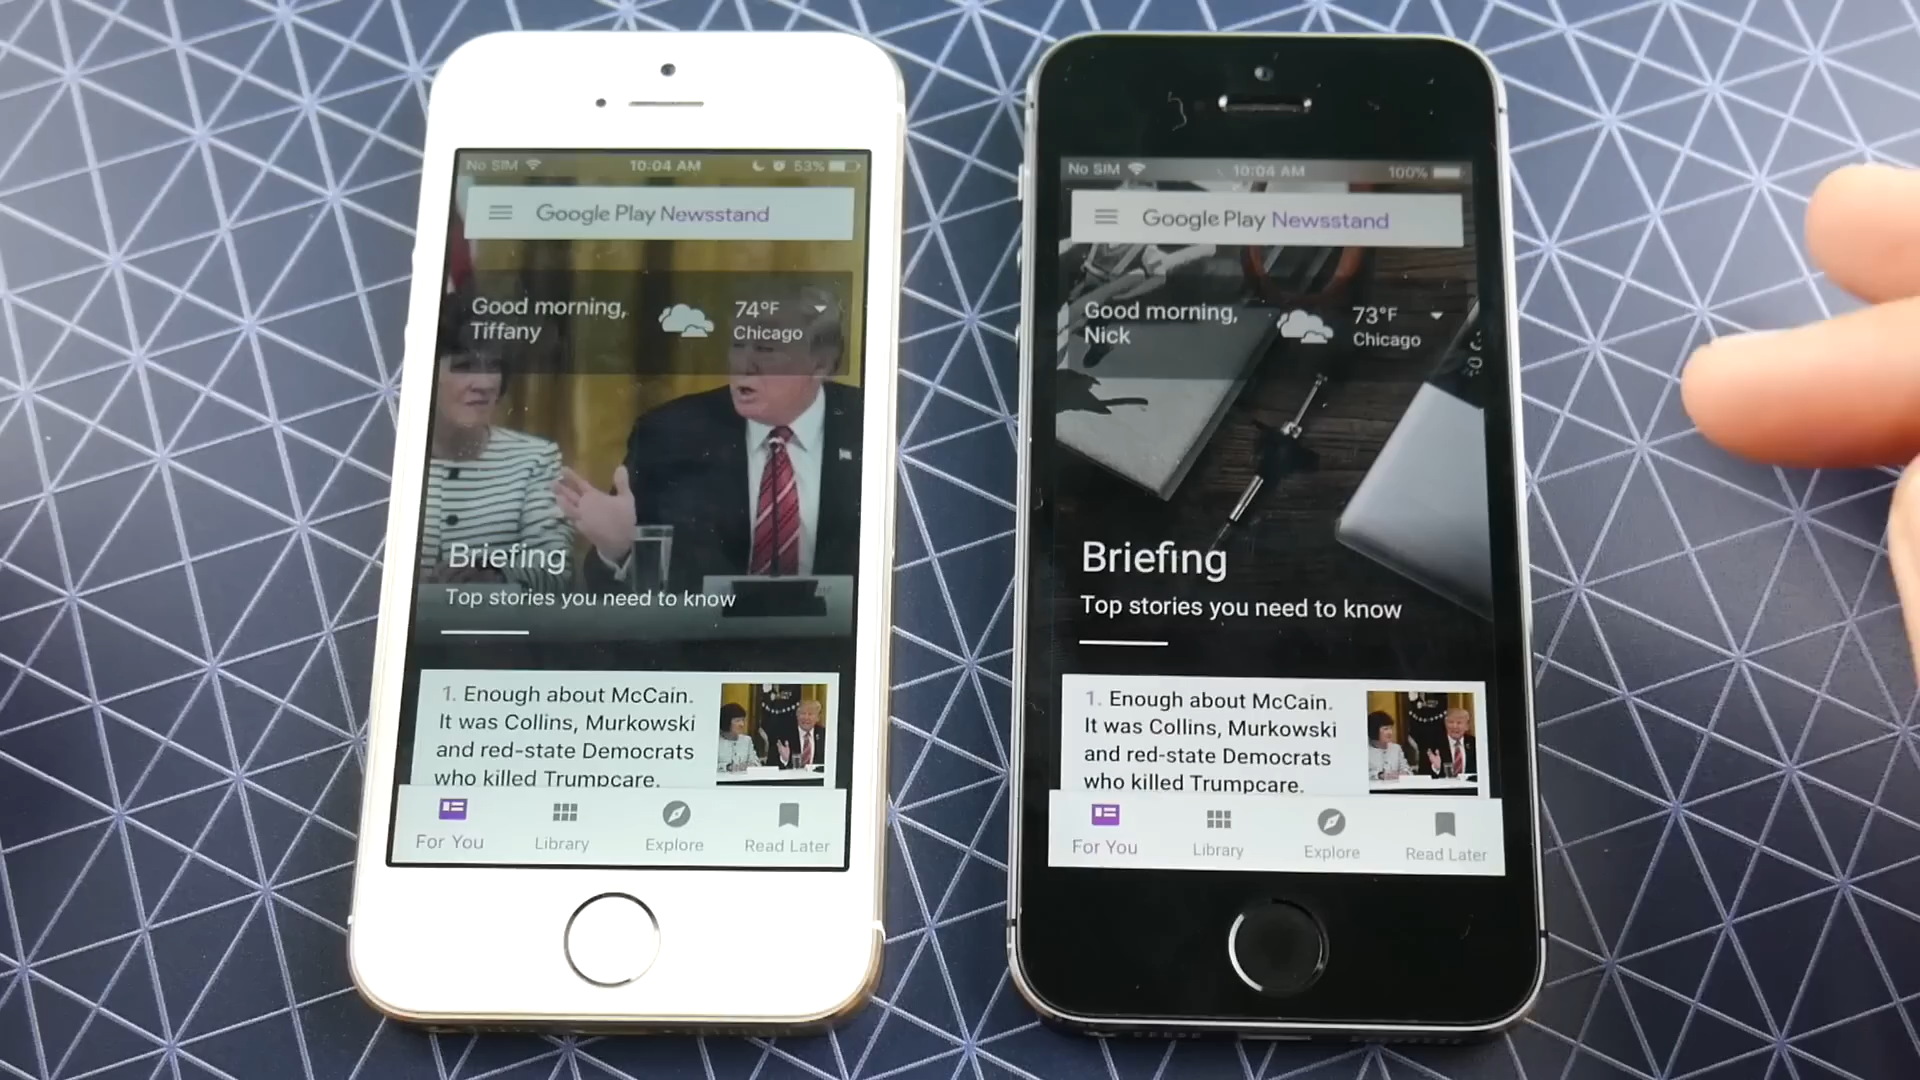 No SIM 10:04 AM 53%
Google Play Newsstand
Good morning,
Tiffany
74°F
Chicago
Briefing
Top stories you need to know
1. Enough about McCain.
It was Collins, Murkowski
and red-state Democrats
who killed Trumpcare.
For You Library Explore Read Later
No SIM 10:04 AM 100%
Google Play Newsstand
Good morning,
Nick
73°F
Chicago
Briefing
Top stories you need to know
1. Enough about McCain.
It was Collins, Murkowski
and red-state Democrats
who killed Trumpcare.
For You Library Explore Read Later